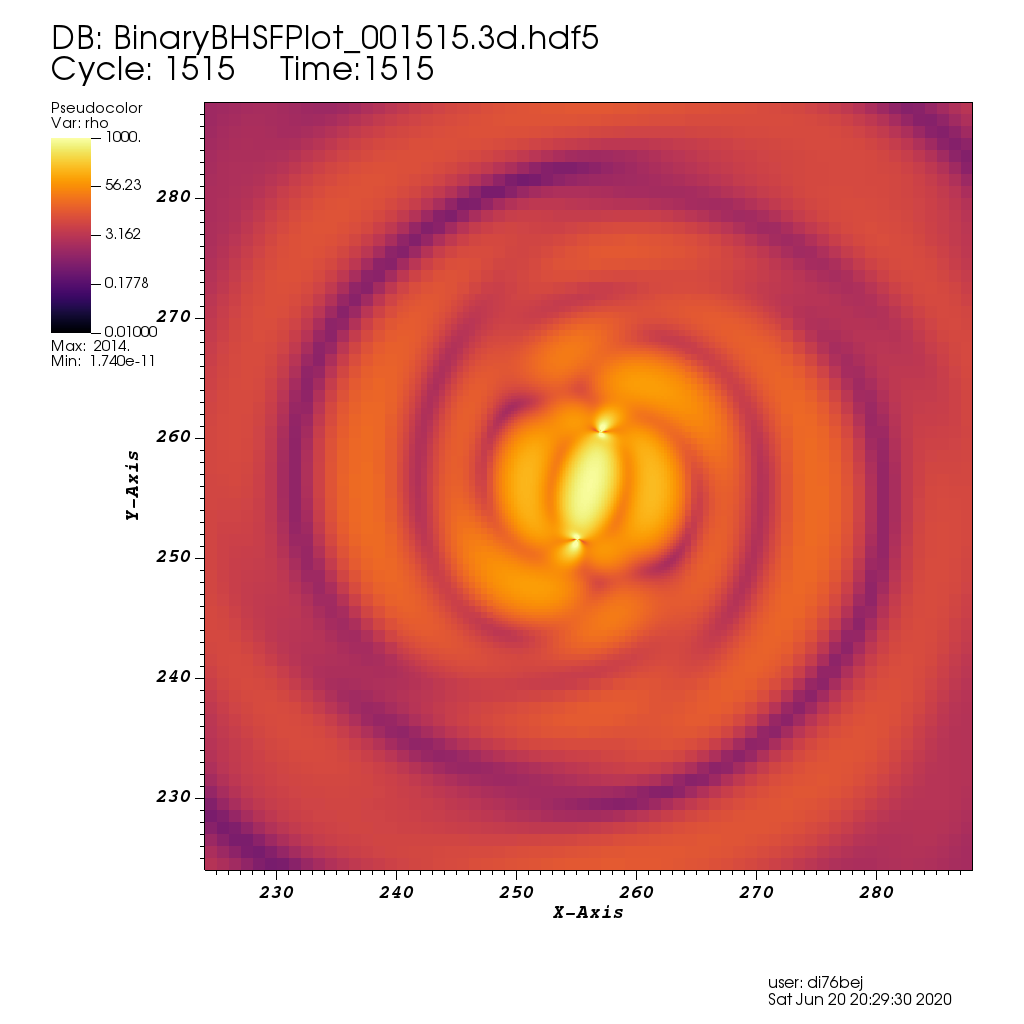 DB: BinaryBHSFPlot_001515.3d.hdf5
Cycle: 1515 Time:1515
Pseudocolor
Var: rho
1000.
56.23
3.162
0.1778
0.01000
Max: 2014.
Min: 1.740e-11
280
270
260
250
240
230
Y-Axis
230 240 250 260 270 280
X-Axis
user: di76bej
Sat Jun 20 20:29:30 2020